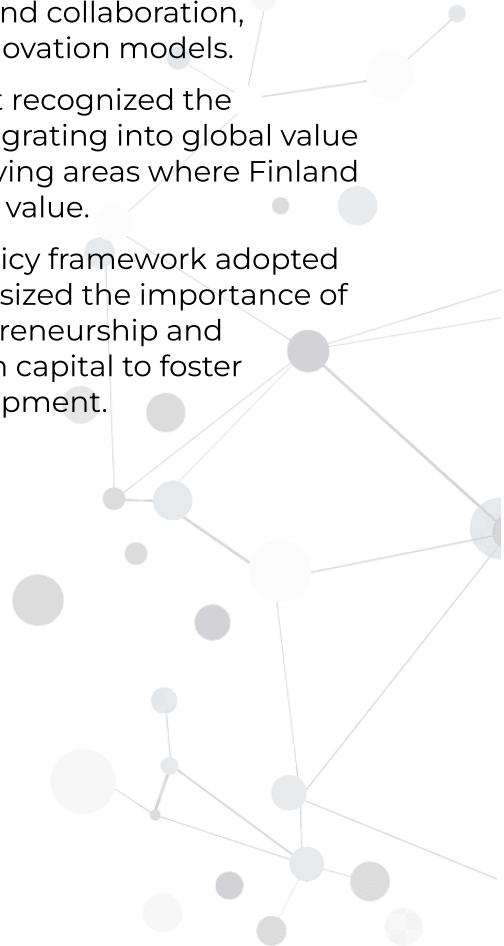 nd collaboration,
ovation models.
recognized the
grating into global value
ving areas where Finland
value.
icy framework adopted
sized the importance of
reneurship and
capital to foster
pment.